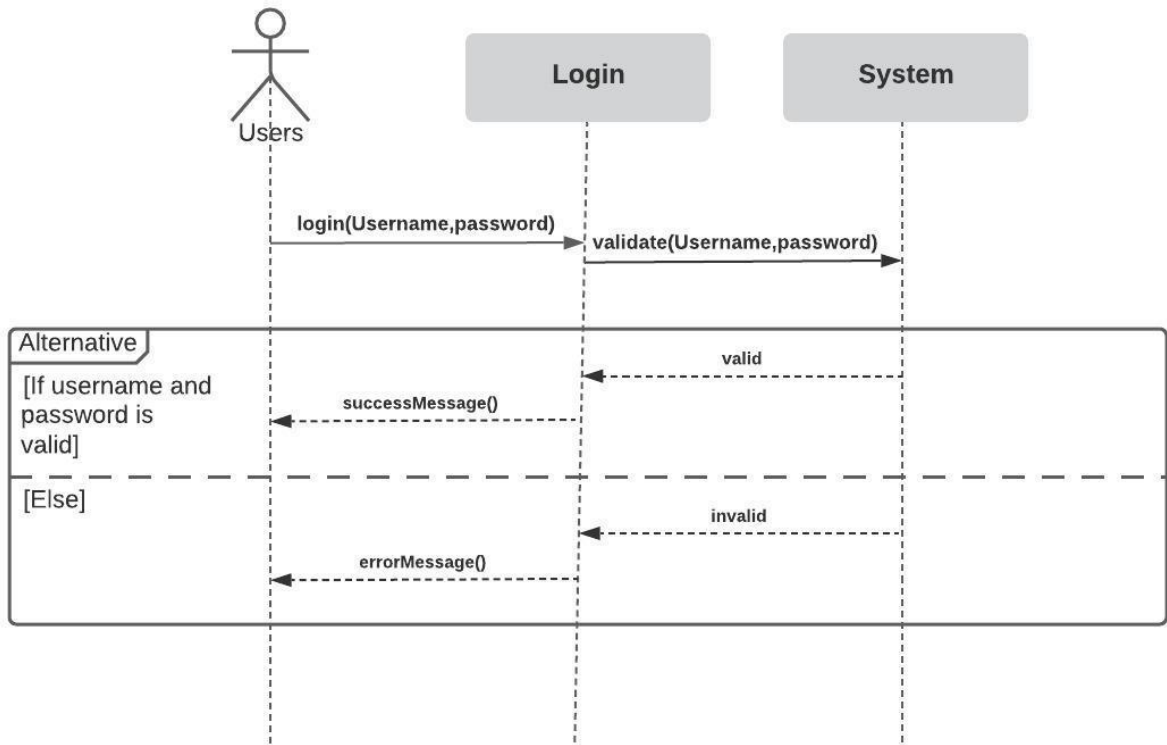 Login
System
Users
login(Username,password)
validate(Username,password)
Alternative
valid
[If username and
password is
valid]
successMessage()
[Else]
invalid
errorMessage()